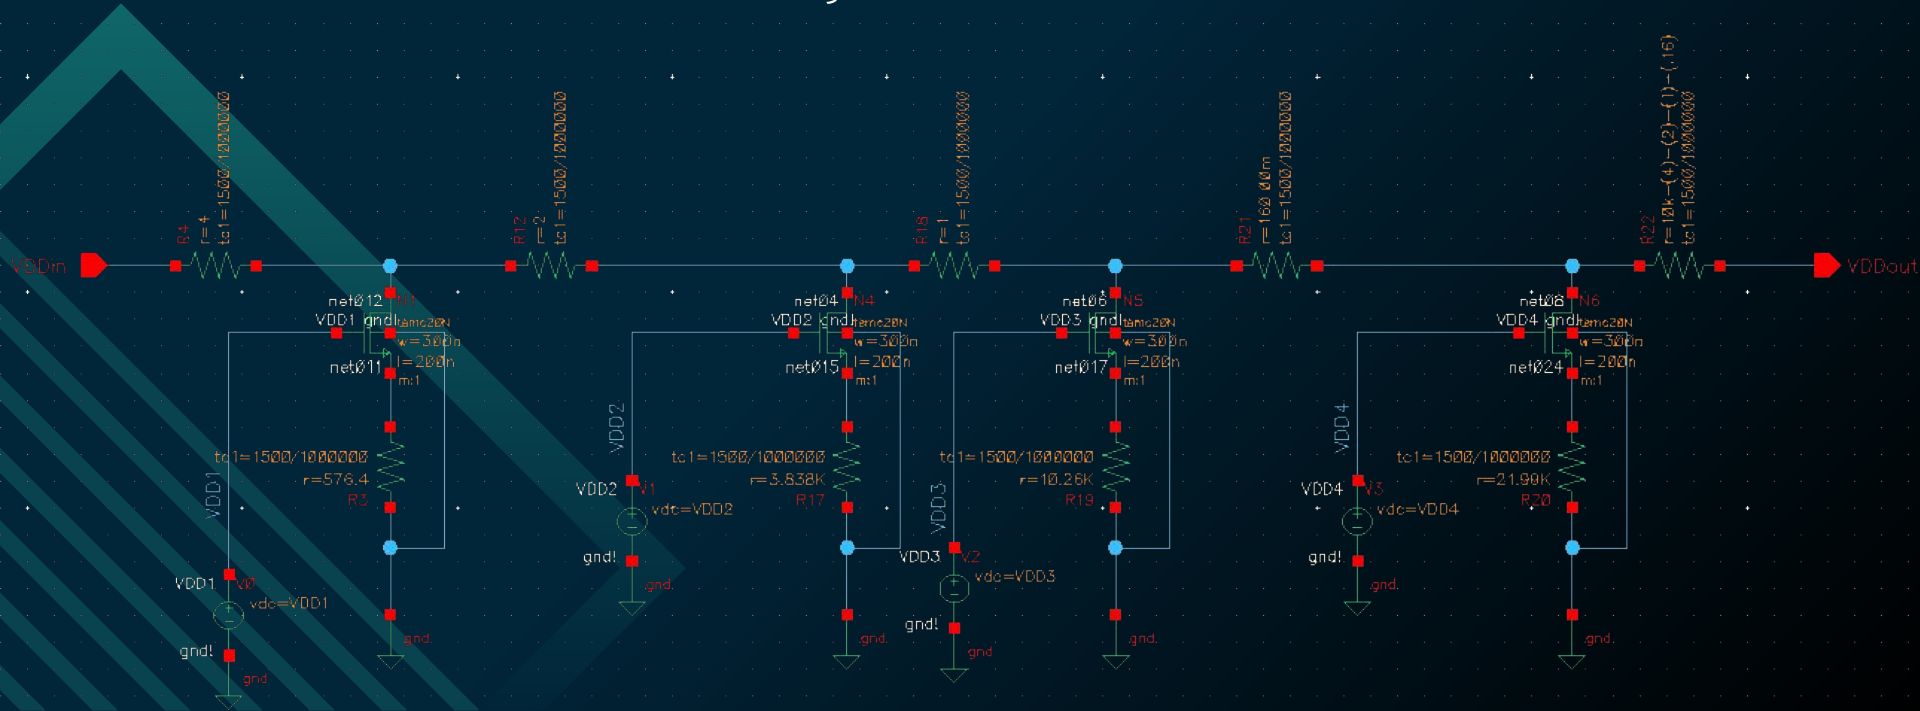 VDDin
R4
r=4
tc1=1500/1000000
R12
r=2
tc1=1500/1000000
R18
r=1
tc1=1500/1000000
R21
r=160.00m
tc1=1500/1000000
R22
r=10k-(4)-(2)-(1)-(.16)
tc1=1500/1000000
VDDout
net012
N1
VDD1 gnd!
w=300n
l=200n
net011
m:1
tc1=1500/1000000
r=576.4
R3
VDD1
VDD1
V0
vdc=VDD1
gnd!
gnd
gnd.
net04
N4
VDD2 gnd!
w=300n
l=200n
net015
m:1
tc1=1500/1000000
r=3.838K
R17
VDD2
VDD2
V1
vdc=VDD2
gnd!
gnd.
gnd.
net06
N5
VDD3 gnd!
w=300n
l=200n
net017
m:1
tc1=1500/1000000
r=10.26K
R19
VDD3
VDD3
V2
vdc=VDD3
gnd!
gnd
gnd.
net08
N6
VDD4 gnd!
w=300n
l=200n
net024
m:1
tc1=1500/1000000
r=21.99K
R20
VDD4
VDD4
V3
vdc=VDD4
gnd!
gnd.
gnd.